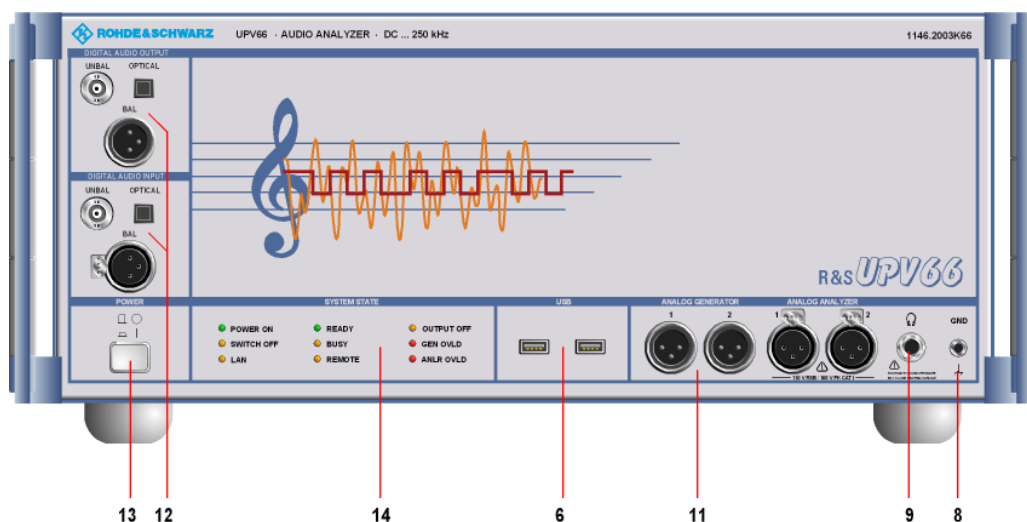 ROHDE&SCHWARZ UPV66 · AUDIO ANALYZER · DC ... 250 kHz 1146.2003K66
DIGITAL AUDIO OUTPUT
UNBAL OPTICAL
BAL
DIGITAL AUDIO INPUT
UNBAL OPTICAL
BAL
R&S UPV66
POWER SYSTEM STATE USB ANALOG GENERATOR ANALOG ANALYZER
1 2 1 2 GND
POWER ON READY OUTPUT OFF
SWITCH OFF BUSY GEN OVLD
LAN REMOTE ANLR OVLD
13 12 14 6 11 9 8